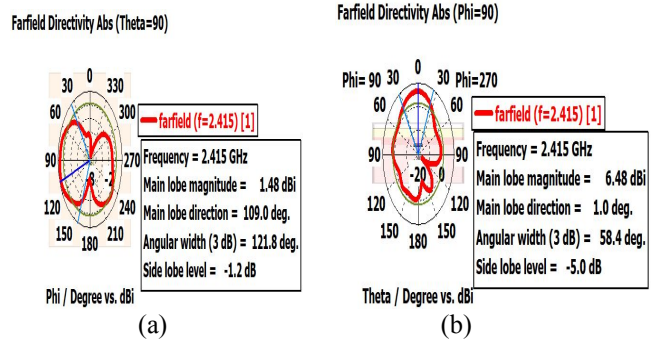 Farfield Directivity Abs (Theta=90)
0
30 330
60 300
90 270
120 240
150 210
180
farfield (f=2.415) [1]
Frequency = 2.415 GHz
Main lobe magnitude = 1.48 dBi
Main lobe direction = 109.0 deg.
Angular width (3 dB) = 121.8 deg.
Side lobe level = -1.2 dB
Phi / Degree vs. dBi
(a)
Farfield Directivity Abs (Phi=90)
0
Phi= 90 30 30 Phi=270
60 60
90 90
-20 0
120 120
150 150
180
farfield (f=2.415) [1]
Frequency = 2.415 GHz
Main lobe magnitude = 6.48 dBi
Main lobe direction = 1.0 deg.
Angular width (3 dB) = 58.4 deg.
Side lobe level = -5.0 dB
Theta / Degree vs. dBi
(b)